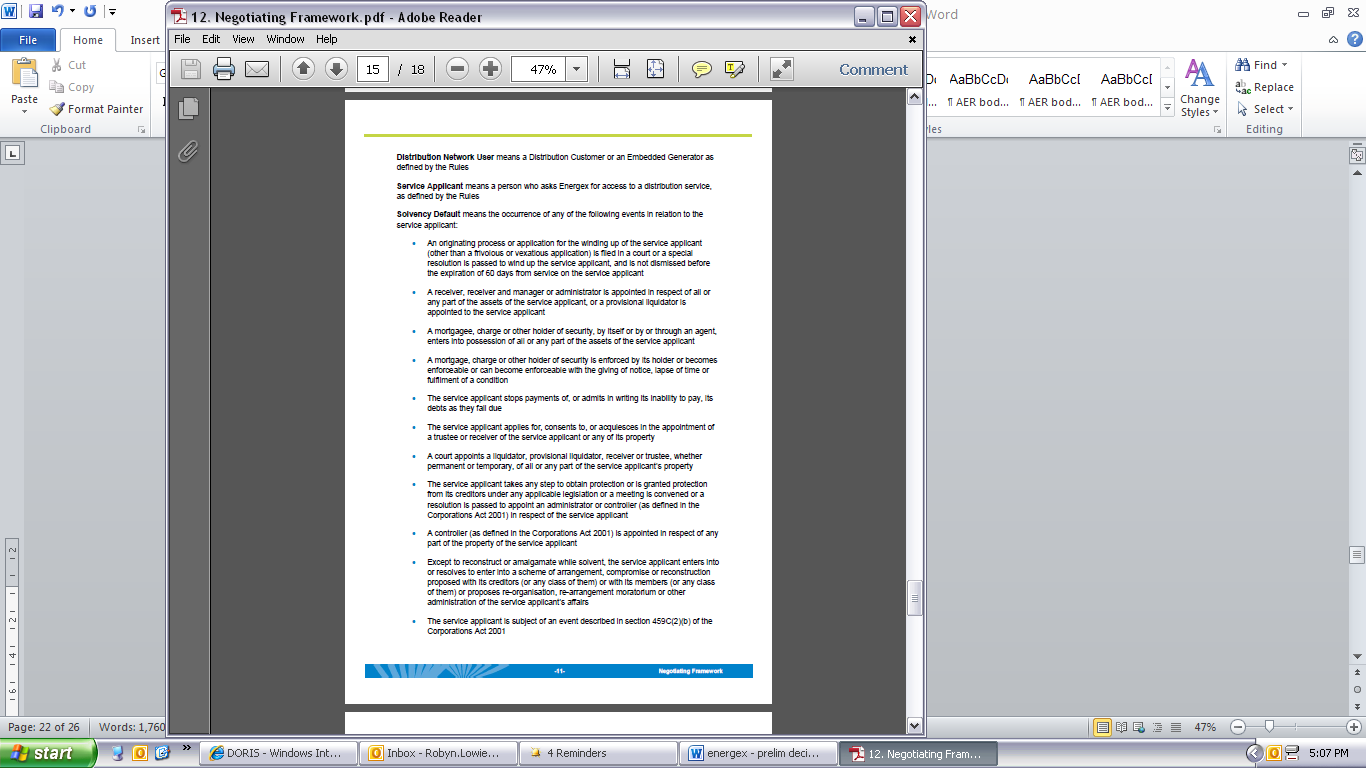 12. Negotiating Framework.pdf - Adobe Reader
Word
File Edit View Window Help
File Home Insert
15 / 18 47% Comment
Cut
Copy
Format Painter
Paste
Clipboard
AaBbCcDc AaBbCcI AaBbCcI
¶ AER bod... ¶ AER bod... ¶ AER bod...
Change Styles
Find
Replace
Select
Editing
Distribution Network User means a Distribution Customer or an Embedded Generator as
defined by the Rules
Service Applicant means a person who asks Energex for access to a distribution service,
as defined by the Rules
Solvency Default means the occurrence of any of the following events in relation to the
service applicant:
• An originating process or application for the winding up of the service applicant
(other than a frivolous or vexatious application) is filed in a court or a special
resolution is passed to wind up the service applicant, and is not dismissed before
the expiration of 60 days from service on the service applicant
• A receiver, receiver and manager or administrator is appointed in respect of all or
any part of the assets of the service applicant, or a provisional liquidator is
appointed to the service applicant
• A mortgagee, charge or other holder of security, by itself or by or through an agent,
enters into possession of all or any part of the assets of the service applicant
• A mortgage, charge or other holder of security is enforced by its holder or becomes
enforceable or can become enforceable with the giving of notice, lapse of time or
fulfilment of a condition
• The service applicant stops payments of, or admits in writing its inability to pay, its
debts as they fall due
• The service applicant applies for, consents to, or acquiesces in the appointment of
a trustee or receiver of the service applicant or any of its property
• A court appoints a liquidator, provisional liquidator, receiver or trustee, whether
permanent or temporary, of all or any part of the service applicant's property
• The service applicant takes any step to obtain protection or is granted protection
from its creditors under any applicable legislation or a meeting is convened or a
resolution is passed to appoint an administrator or controller (as defined in the
Corporations Act 2001) in respect of the service applicant
• A controller (as defined in the Corporations Act 2001) is appointed in respect of any
part of the property of the service applicant
• Except to reconstruct or amalgamate while solvent, the service applicant enters into
or resolves to enter into a scheme of arrangement, compromise or reconstruction
proposed with its creditors (or any class of them) or with its members (or any class
of them) or proposes re-organisation, re-arrangement moratorium or other
administration of the service applicant's affairs
• The service applicant is subject of an event described in section 459C(2)(b) of the
Corporations Act 2001
-11- Negotiating Framework
Page: 22 of 26 Words: 1,760
47%
start DORIS - Windows Int... Inbox - Robyn.Lowie... 4 Reminders energex - prelim deci... 12. Negotiating Fram... 5:07 PM